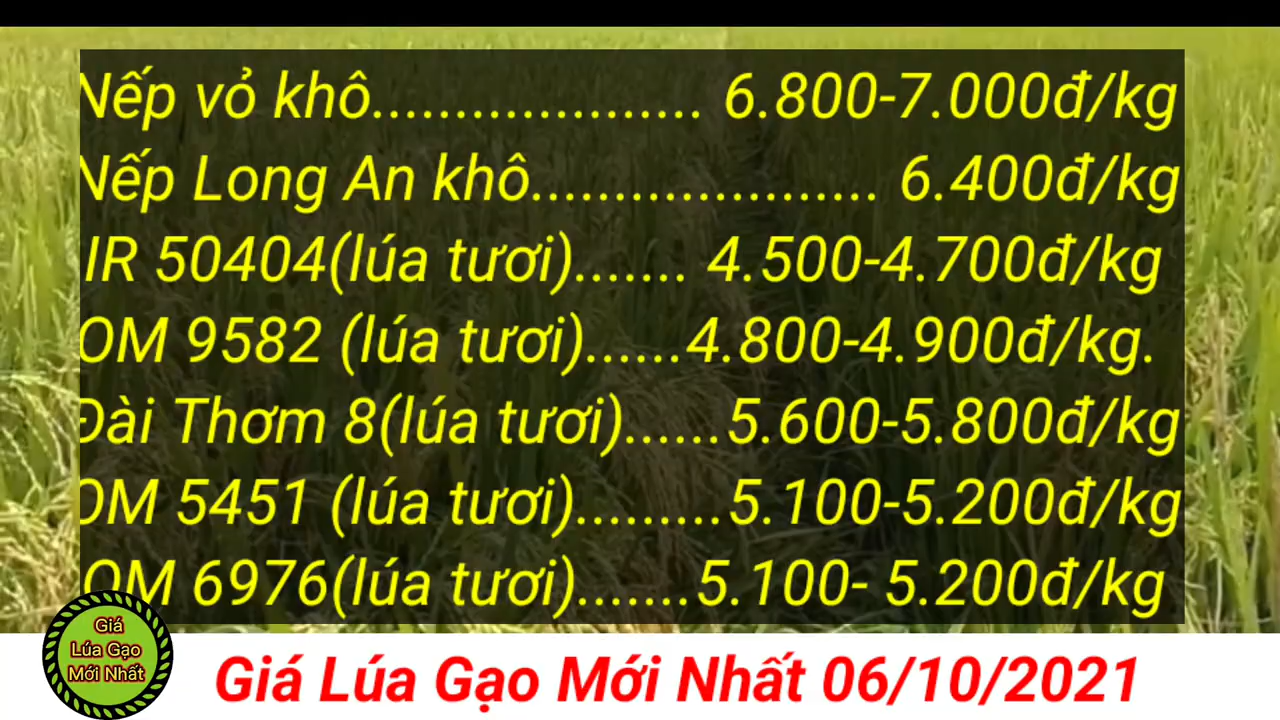 Nếp vỏ khô.................... 6.800-7.000đ/kg
Nếp Long An khô..................... 6.400đ/kg
IR 50404(lúa tươi)....... 4.500-4.700đ/kg
OM 9582 (lúa tươi)......4.800-4.900đ/kg.
Đài Thơm 8(lúa tươi)......5.600-5.800đ/kg
OM 5451 (lúa tươi).........5.100-5.200đ/kg
OM 6976(lúa tươi).......5.100- 5.200đ/kg
Giá
Lúa Gạo
Mới Nhất
Giá Lúa Gạo Mới Nhất 06/10/2021